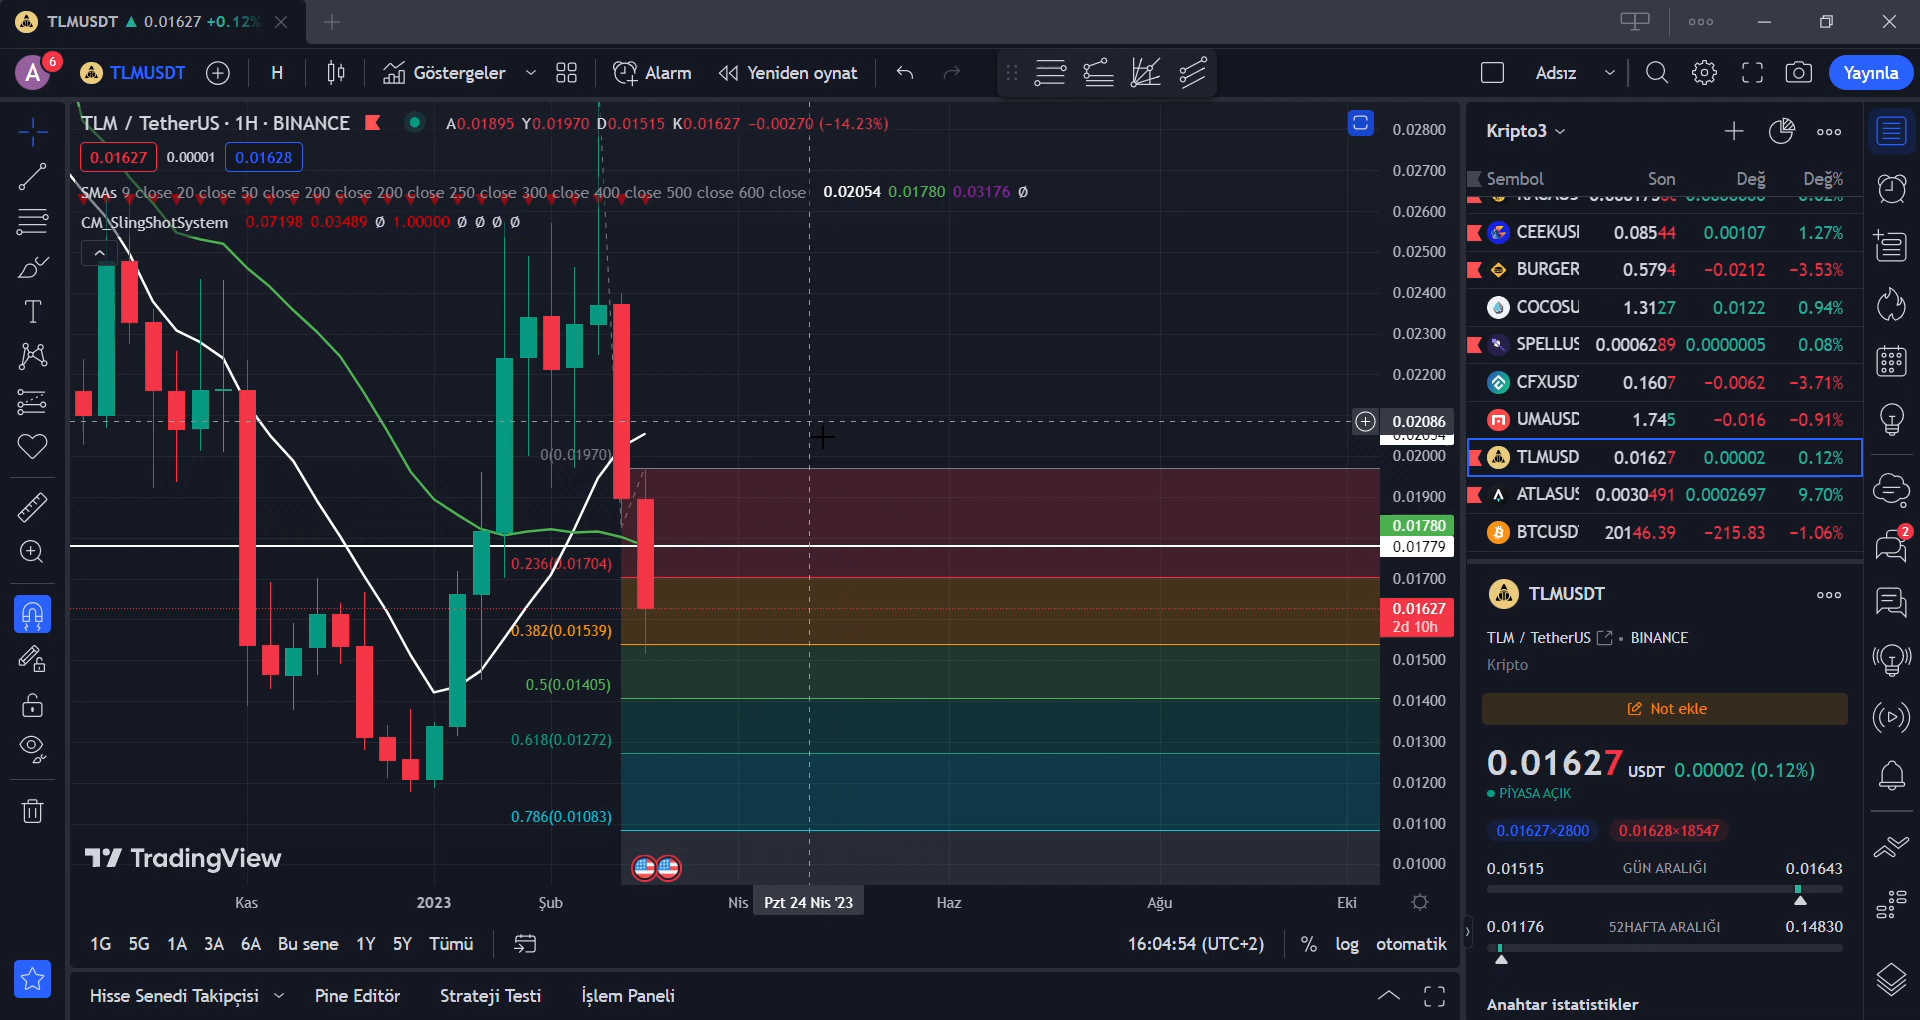 TLMUSDT ▲ 0.01627 +0.12%
A
6
TLMUSDT
H
Göstergeler
Alarm
Yeniden oynat
Adsız
Yayınla
TLM / TetherUS · 1H · BINANCE
A0.01895 Y0.01970 D0.01515 K0.01627 −0.00270 (−14.23%)
0.01627 0.00001 0.01628
SMAs 9 close 20 close 50 close 200 close 200 close 250 close 300 close 400 close 500 close 600 close 0.02054 0.01780 0.03176 Ø
CM_SlingShotSystem 0.07198 0.03489 Ø 1.00000 Ø Ø Ø Ø
0(0.01970)
0.236(0.01704)
0.382(0.01539)
0.5(0.01405)
0.618(0.01272)
0.786(0.01083)
TradingView
0.02800
0.02700
0.02600
0.02500
0.02400
0.02300
0.02200
0.02086
0.02054
0.02000
0.01900
0.01780
0.01779
0.01700
0.01627
2d 10h
0.01500
0.01400
0.01300
0.01200
0.01100
0.01000
Kas 2023 Şub Nis Pzt 24 Nis '23 Haz Ağu Eki
1G 5G 1A 3A 6A Bu sene 1Y 5Y Tümü
16:04:54 (UTC+2) % log otomatik
Hisse Senedi Takipçisi Pine Editör Strateji Testi İşlem Paneli
Kripto3
Sembol Son Değ Değ%
CEEKUSI 0.08544 0.00107 1.27%
BURGER 0.5794 −0.0212 −3.53%
COCOSU 1.3127 0.0122 0.94%
SPELLUS 0.0006289 0.0000005 0.08%
CFXUSD 0.1607 −0.0062 −3.71%
UMAUSD 1.745 −0.016 −0.91%
TLMUSD 0.01627 0.00002 0.12%
ATLASUS 0.0030491 0.0002697 9.70%
BTCUSD 20146.39 −215.83 −1.06%
2
TLMUSDT
TLM / TetherUS • BINANCE
Kripto
Not ekle
0.01627 USDT 0.00002 (0.12%)
PİYASA AÇIK
0.01627×2800 0.01628×18547
0.01515 GÜN ARALIĞI 0.01643
0.01176 52HAFTA ARALIĞI 0.14830
Anahtar istatistikler